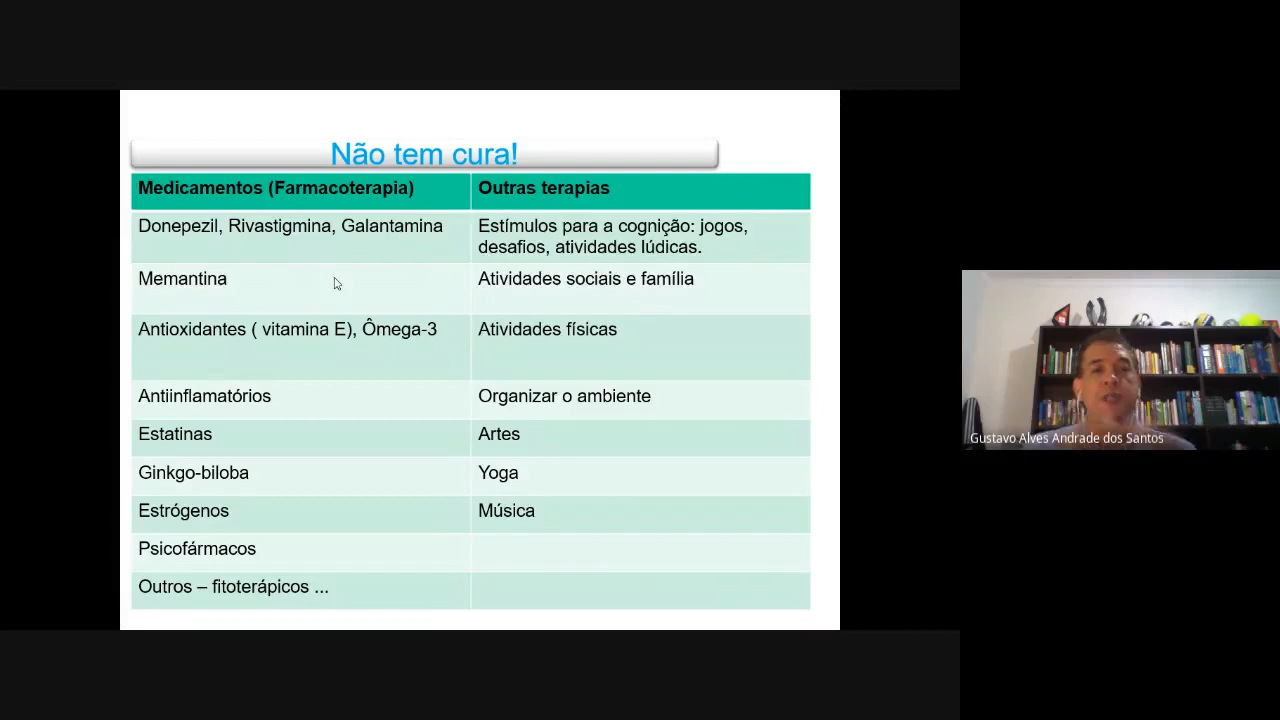 Não tem cura!
Medicamentos (Farmacoterapia)
Outras terapias
Donepezil, Rivastigmina, Galantamina
Estímulos para a cognição: jogos,
desafios, atividades lúdicas.
Memantina
Atividades sociais e família
Antioxidantes ( vitamina E), Ômega-3
Atividades físicas
Antiinflamatórios
Organizar o ambiente
Estatinas
Artes
Ginkgo-biloba
Yoga
Estrógenos
Música
Psicofármacos
Outros – fitoterápicos ...
Gustavo Alves Andrade dos Santos